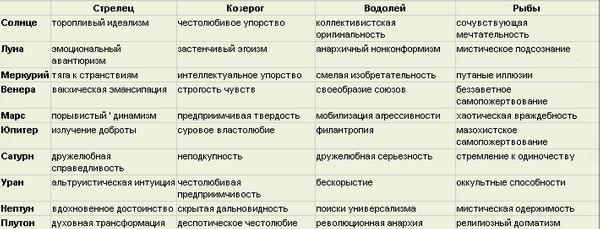 Стрелец Козерог Водолей Рыбы
Солнце торопливый идеализм честолюбивое упорство коллективистская сочувствующая
оригинальность мечтательность
Луна эмоциональный застенчивый эгоизм анархичный нонконформизм мистическое подсознание
авантюризм
Меркурий тяга к странствиям интеллектуальное упорство смелая изобретательность путаные иллюзии
Венера вакхическая эмансипация строгость чувств своеобразие союзов беззаветное
самопожертвование
Марс порывистый ' динамизм предприимчивая твердость мобилизация агрессивности хаотическая враждебность
Юпитер излучение доброты суровое властолюбие филантропия мазохистское
самопожертвование
Сатурн дружелюбная неподкупность дружелюбная серьезность стремление к одиночеству
справедливость
Уран альтруистическая интуиция честолюбивая бескорыстие оккультные способности
предприимчивость
Нептун вдохновенное достоинство скрытая дальновидность поиски универсализма мистическая одержимость
Плутон духовная трансформация деспотическое честолюбие революционная анархия религиозный догматизм